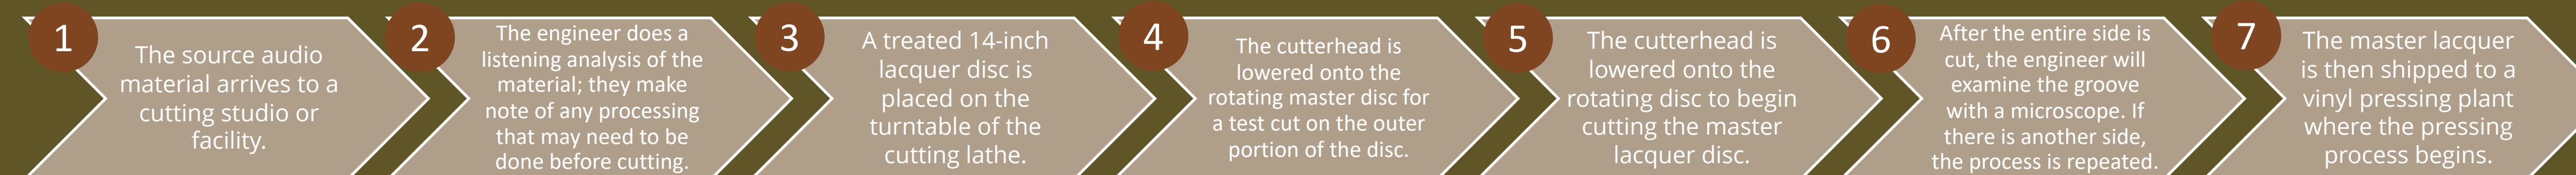 1
The source audio
material arrives to a
cutting studio or
facility.
2
The engineer does a
listening analysis of the
material; they make
note of any processing
that may need to be
done before cutting.
3
A treated 14-inch
lacquer disc is
placed on the
turntable of the
cutting lathe.
4
The cutterhead is
lowered onto the
rotating master disc for
a test cut on the outer
portion of the disc.
5
The cutterhead is
lowered onto the
rotating disc to begin
cutting the master
lacquer disc.
6
After the entire side is
cut, the engineer will
examine the groove
with a microscope. If
there is another side,
the process is repeated.
7
The master lacquer
is then shipped to a
vinyl pressing plant
where the pressing
process begins.